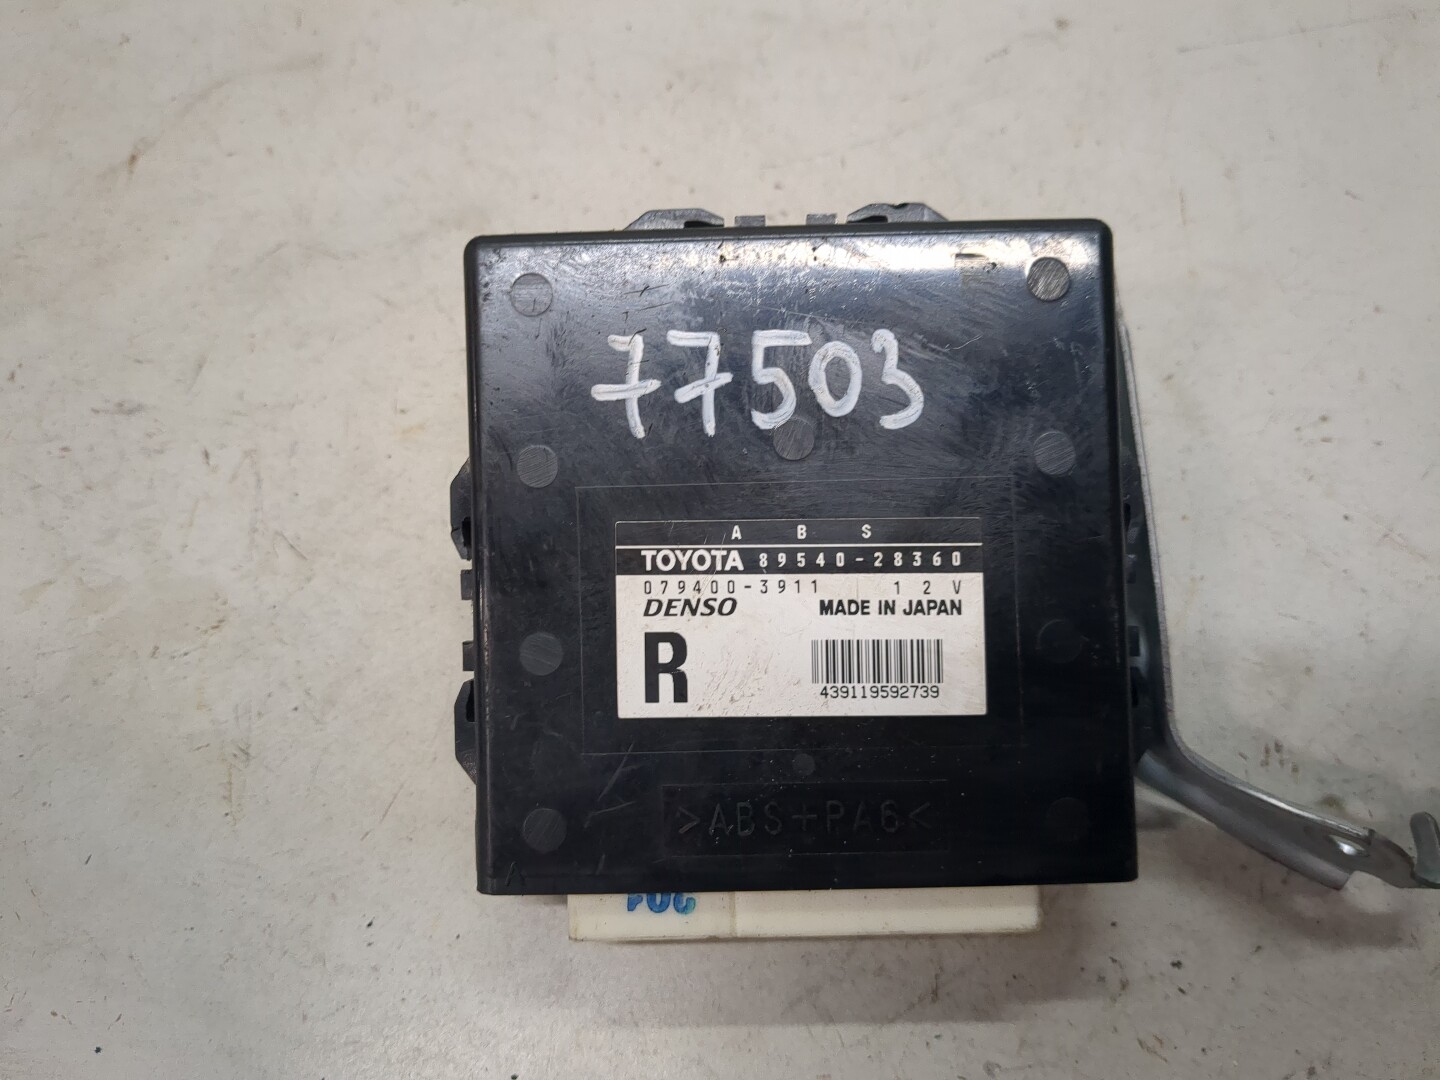 77503
A B S
TOYOTA 89540-28360
079400-3911 12V
DENSO MADE IN JAPAN
R
439119592739
>ABS+PA6<